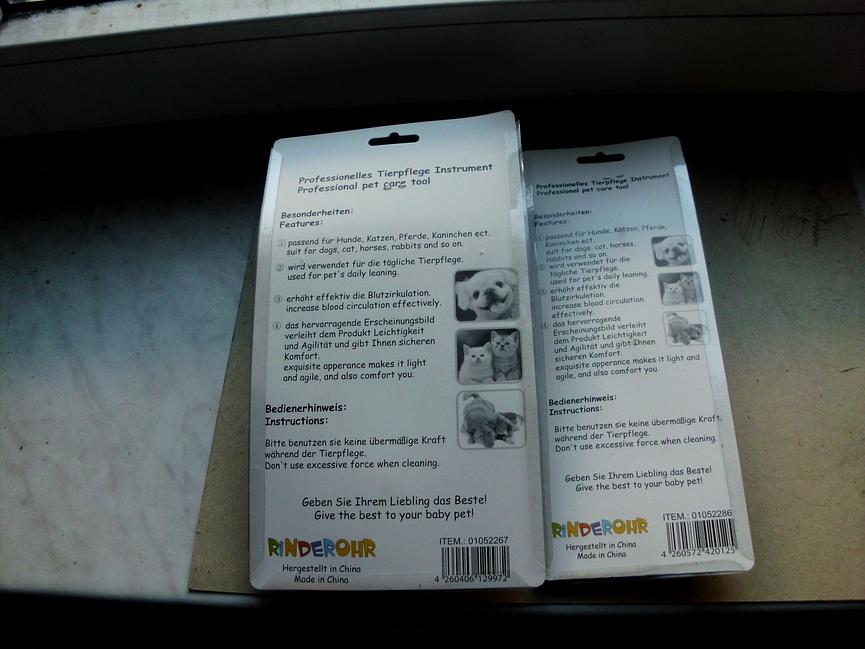 Professionelles Tierpflege Instrument
Professional pet care tool
Besonderheiten:
Features:
① passend für Hunde, Katzen, Pferde, Kaninchen ect.
suit for dogs, cat, horses, rabbits and so on.
② wird verwendet für die tägliche Tierpflege.
used for pet's daily leaning.
③ erhöht effektiv die Blutzirkulation.
increase blood circulation effectively.
④ das hervorragende Erscheinungsbild
verleiht dem Produkt Leichtigkeit
und Agilität und gibt Ihnen sicheren
Komfort.
exquisite apperance makes it light
and agile, and also comfort you.
Bedienerhinweis:
Instructions:
Bitte benutzen sie keine übermäßige Kraft
während der Tierpflege.
Don't use excessive force when cleaning.
Geben Sie Ihrem Liebling das Beste!
Give the best to your baby pet!
RINDEROHR
Hergestellt in China
Made in China
ITEM.: 01052267
4 260406 129972
Professionelles Tierpflege Instrument
Professional pet care tool
Besonderheiten:
Features:
① passend für Hunde, Katzen, Pferde,
Kaninchen ect.
suit for dogs, cat, horses,
rabbits and so on.
② wird verwendet für die
tägliche Tierpflege.
used for pet's daily leaning.
③ erhöht effektiv die
Blutzirkulation.
increase blood circulation
effectively.
④ das hervorragende
Erscheinungsbild verleiht
dem Produkt Leichtigkeit
und Agilität und gibt Ihnen
sicheren Komfort.
exquisite apperance makes it light and
agile, and also comfort you.
Bedienerhinweis:
Instructions:
Bitte benutzen sie keine übermäßige Kraft
während der Tierpflege.
Don't use excessive force when cleaning.
Geben Sie Ihrem Liebling das Beste!
Give the best to your baby pet!
RINDEROHR
Hergestellt in China
Made in China
ITEM.: 01052286
4 260572 420125